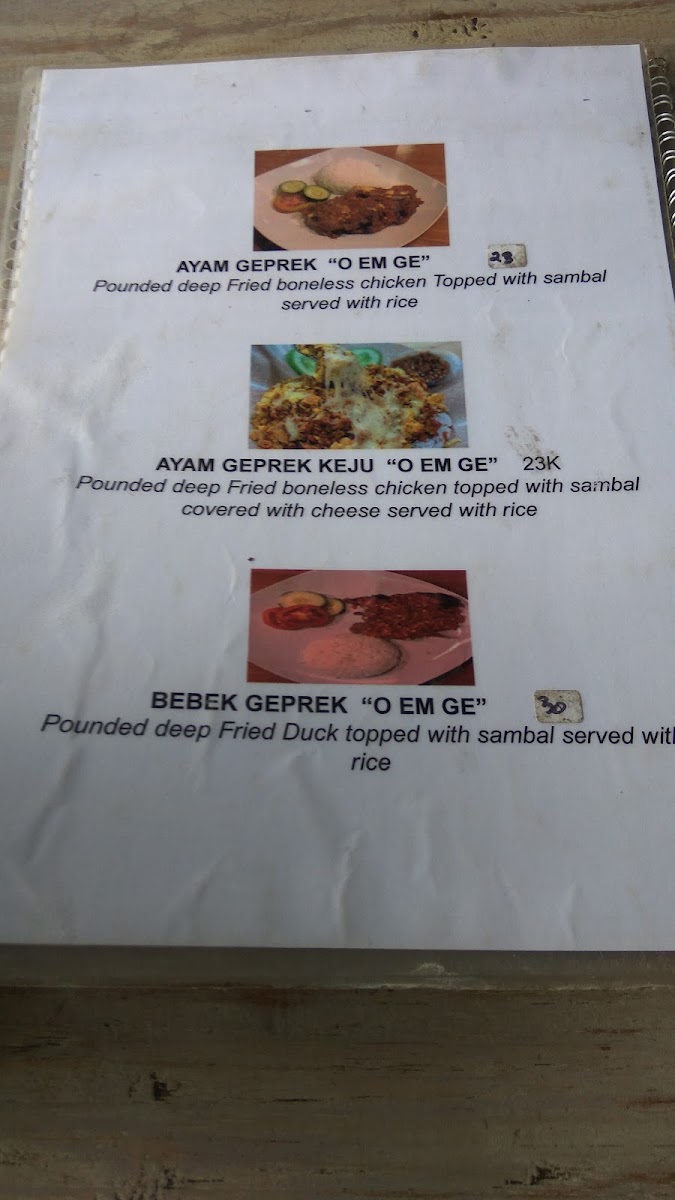 AYAM GEPREK "O EM GE" 23
Pounded deep Fried boneless chicken Topped with sambal
served with rice
AYAM GEPREK KEJU "O EM GE" 23K
Pounded deep Fried boneless chicken topped with sambal
covered with cheese served with rice
BEBEK GEPREK "O EM GE" 30
Pounded deep Fried Duck topped with sambal served with
rice